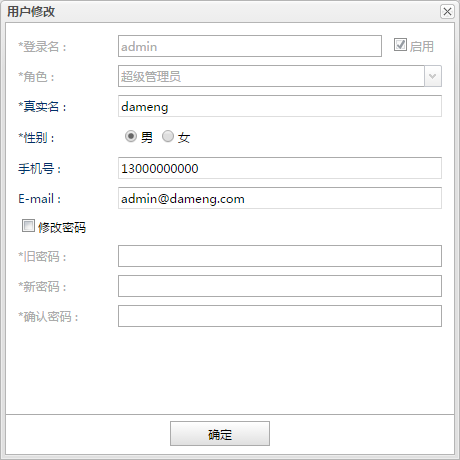 用户修改
*登录名： admin 启用
*角色： 超级管理员
*真实名： dameng
*性别： 男 女
手机号： 13000000000
E-mail： admin@dameng.com
修改密码
*旧密码：
*新密码：
*确认密码：
确定